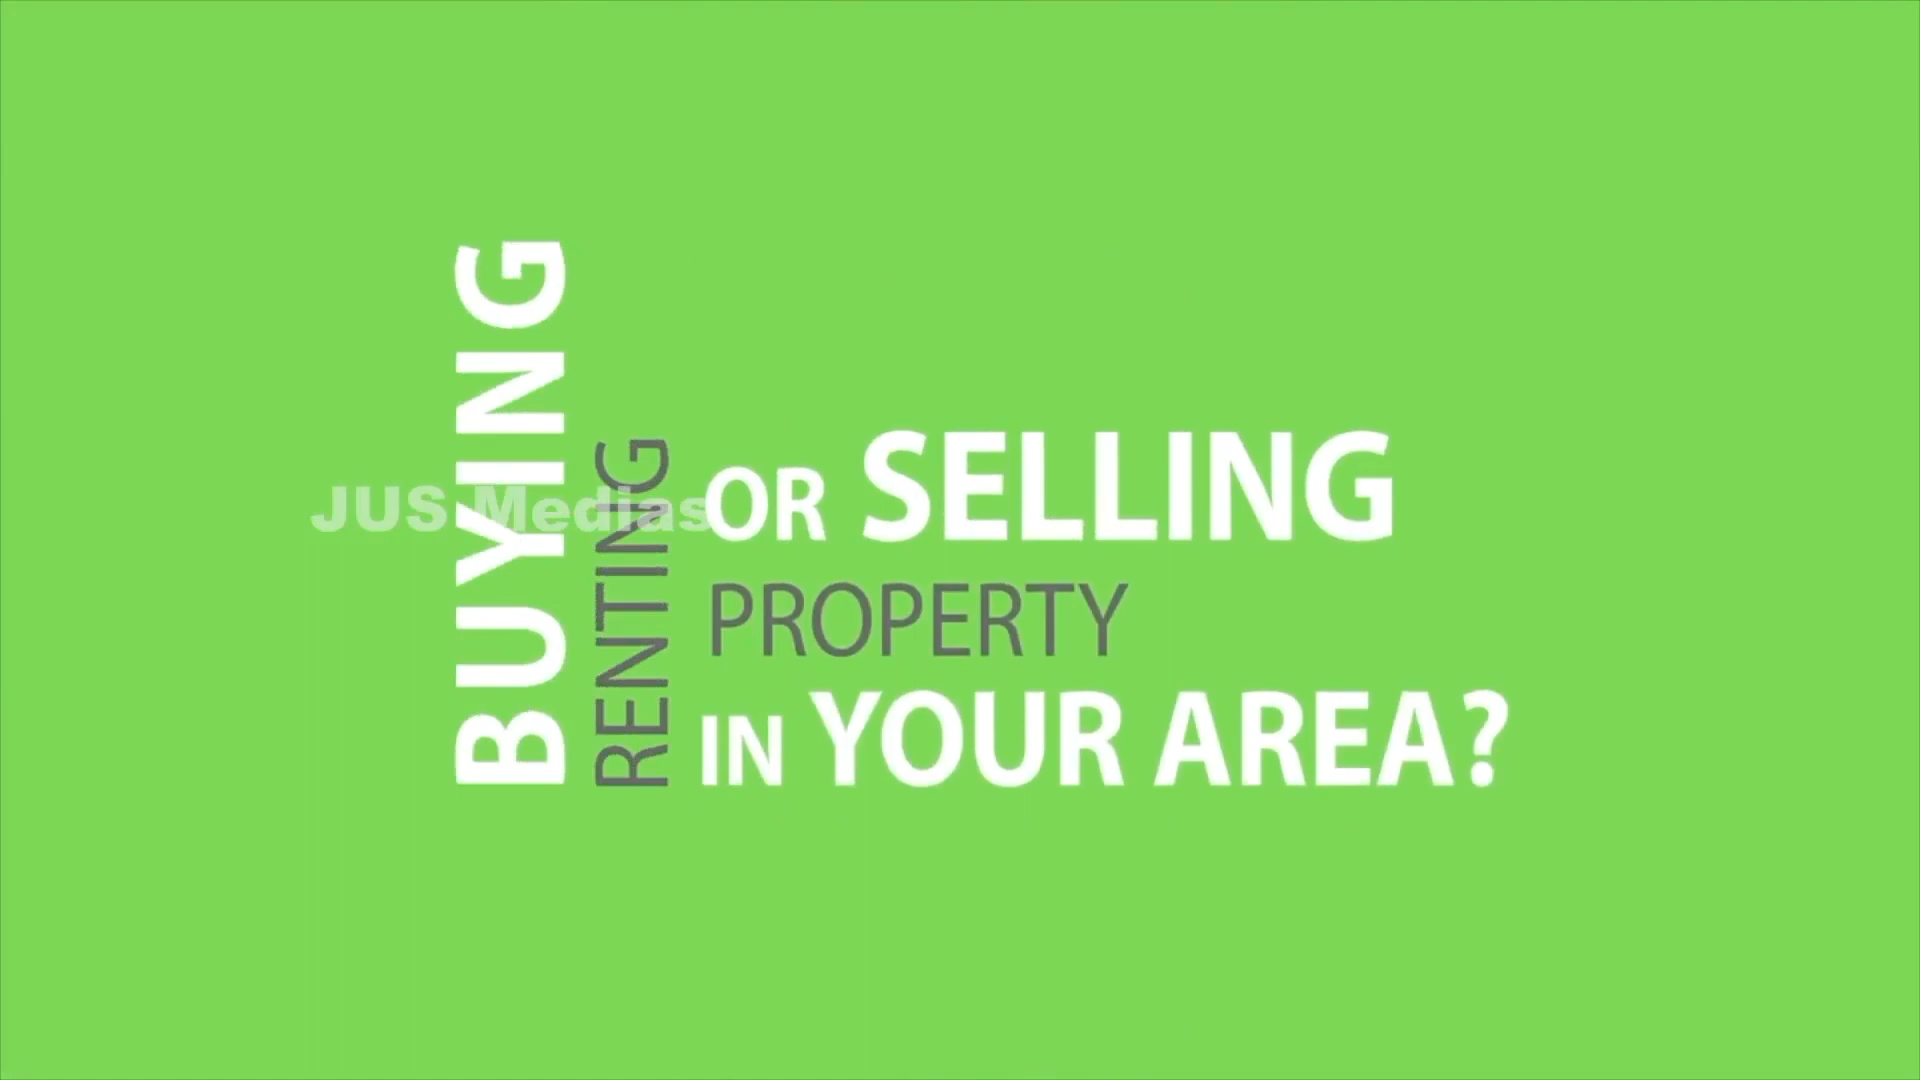 BUYING
RENTING
OR SELLING
PROPERTY
IN YOUR AREA?
JUS Medias